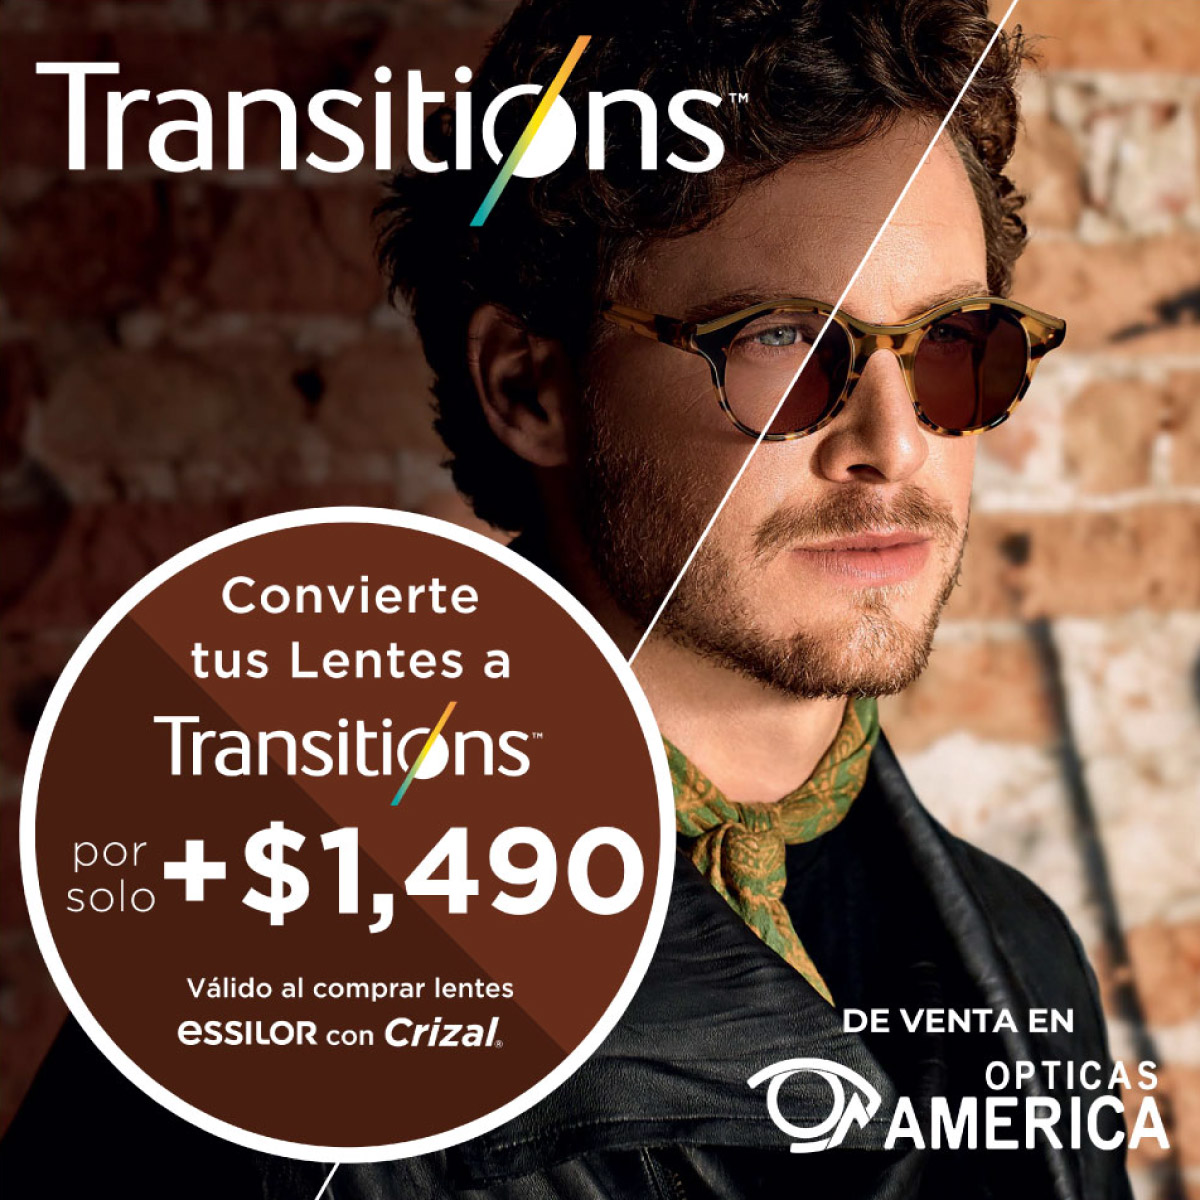 Transitions™
Convierte
tus Lentes a
Transitions™
por solo +$1,490
Válido al comprar lentes
essilor con Crizal®
DE VENTA EN
OPTICAS
AMERICA